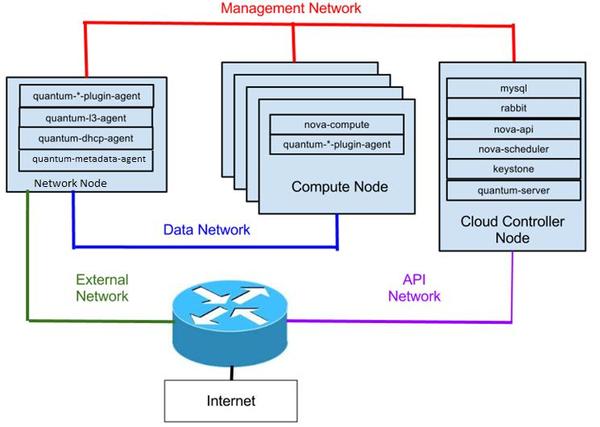 Management Network
quantum-*-plugin-agent
quantum-l3-agent
quantum-dhcp-agent
quantum-metadata-agent
Network Node
nova-compute
quantum-*-plugin-agent
Compute Node
mysql
rabbit
nova-api
nova-scheduler
keystone
quantum-server
Cloud Controller
Node
Data Network
External
Network
API
Network
Internet